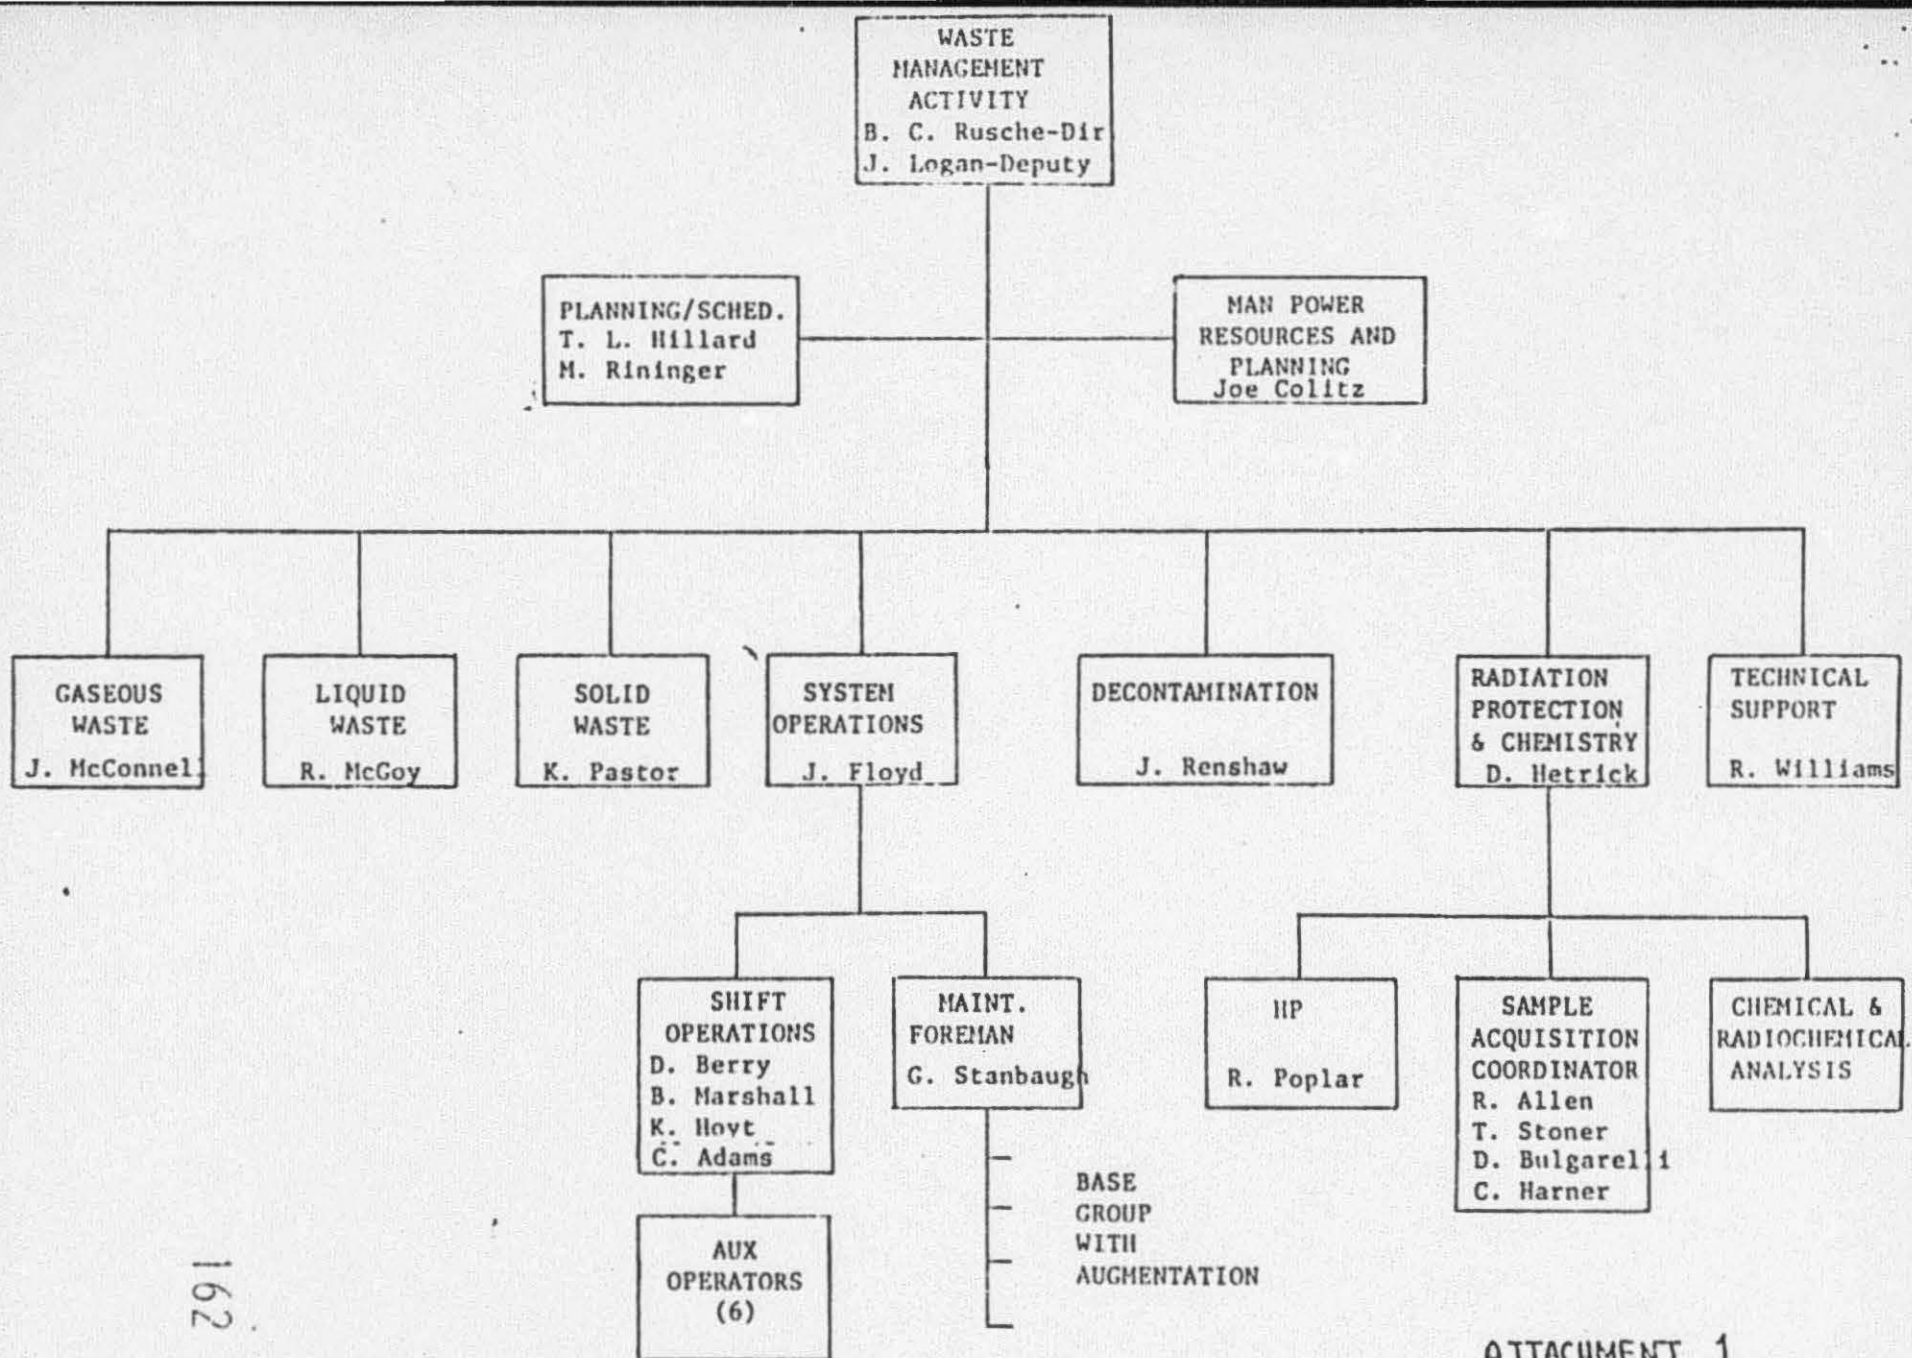 WASTE
MANAGEMENT
ACTIVITY
B. C. Rusche-Dir
J. Logan-Deputy
PLANNING/SCHED.
T. L. Hillard
M. Rininger
MAN POWER
RESOURCES AND
PLANNING
Joe Colitz
GASEOUS
WASTE
J. McConnell
LIQUID
WASTE
R. McGoy
SOLID
WASTE
K. Pastor
SYSTEM
OPERATIONS
J. Floyd
DECONTAMINATION
J. Renshaw
RADIATION
PROTECTION
& CHEMISTRY
D. Hetrick
TECHNICAL
SUPPORT
R. Williams
SHIFT
OPERATIONS
D. Berry
B. Marshall
K. Hoyt
C. Adams
AUX
OPERATORS
(6)
MAINT.
FOREMAN
G. Stanbaugh
BASE
GROUP
WITH
AUGMENTATION
HP
R. Poplar
SAMPLE
ACQUISITION
COORDINATOR
R. Allen
T. Stoner
D. Bulgarelli
C. Harner
CHEMICAL &
RADIOCHEMICAL
ANALYSIS
162
ATTACHMENT 1